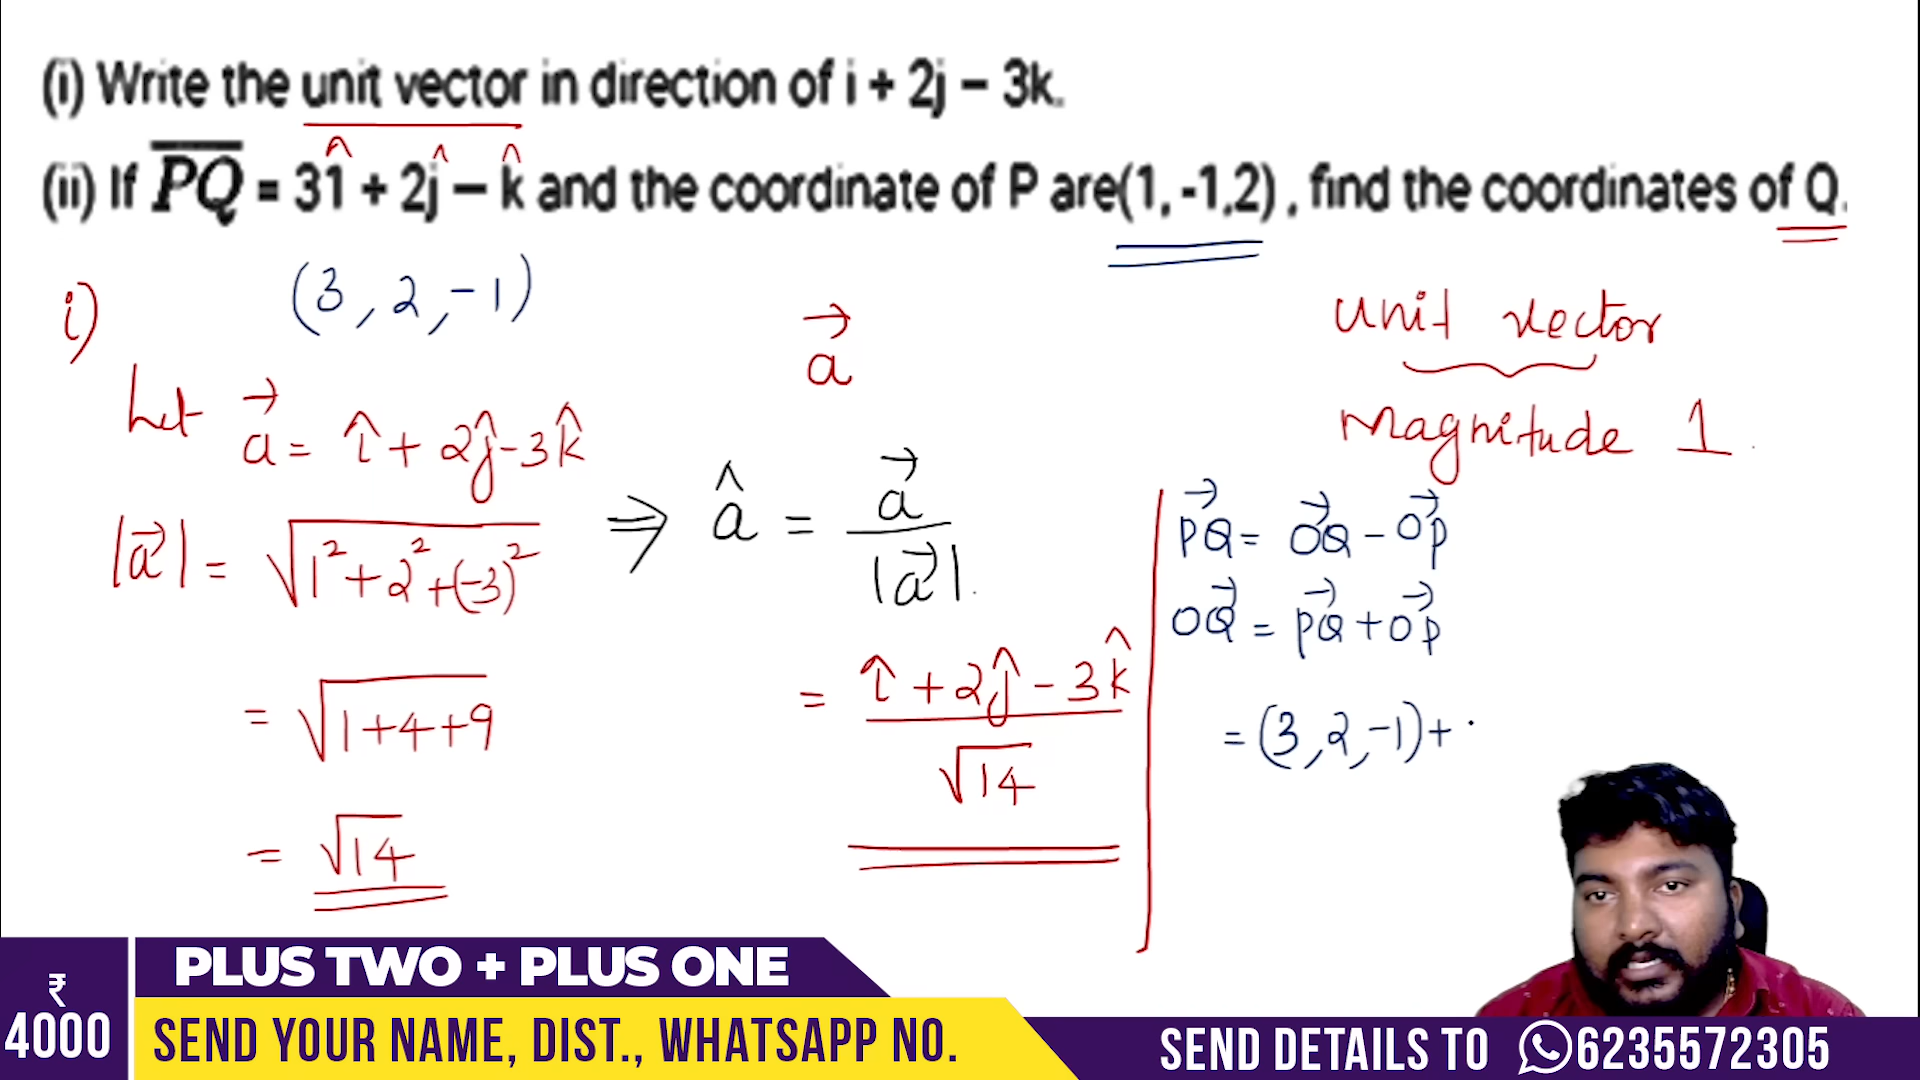 (i) Write the unit vector in direction of i + 2j – 3k.
(ii) If PQ = 31̂ + 2ĵ – k̂ and the coordinate of P are(1, -1,2) , find the coordinates of Q.
(3, 2, -1)
i)
Let a⃗ = î + 2ĵ - 3k̂
|a⃗| = √(1² + 2² + (-3)²)
= √(1+4+9)
= √14
a⃗
⇒ â = a⃗ / |a⃗|.
= (î + 2ĵ - 3k̂) / √14
unit vector
Magnitude 1
PQ⃗ = OQ⃗ - OP⃗
OQ⃗ = PQ⃗ + OP⃗
= (3, 2, -1) +
₹
4000
PLUS TWO + PLUS ONE
SEND YOUR NAME, DIST., WHATSAPP NO.
SEND DETAILS TO 6235572305